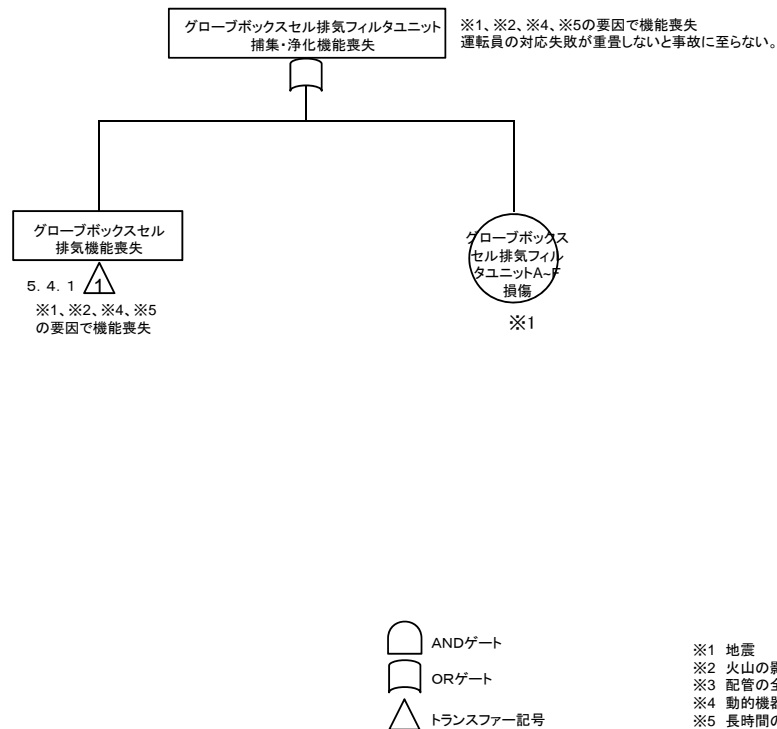 グローブボックスセル排気フィルタユニット
捕集・浄化機能喪失
※1、※2、※4、※5の要因で機能喪失
運転員の対応失敗が重畳しないと事故に至らない。
グローブボックスセル
排気機能喪失
5. 4. 1
1
※1、※2、※4、※5
の要因で機能喪失
グローブボックス
セル排気フィル
タユニットA~F
損傷
※1
ANDゲート
ORゲート
トランスファー記号
※1 地震
※2 火山の影
※3 配管の全
※4 動的機器
※5 長時間の